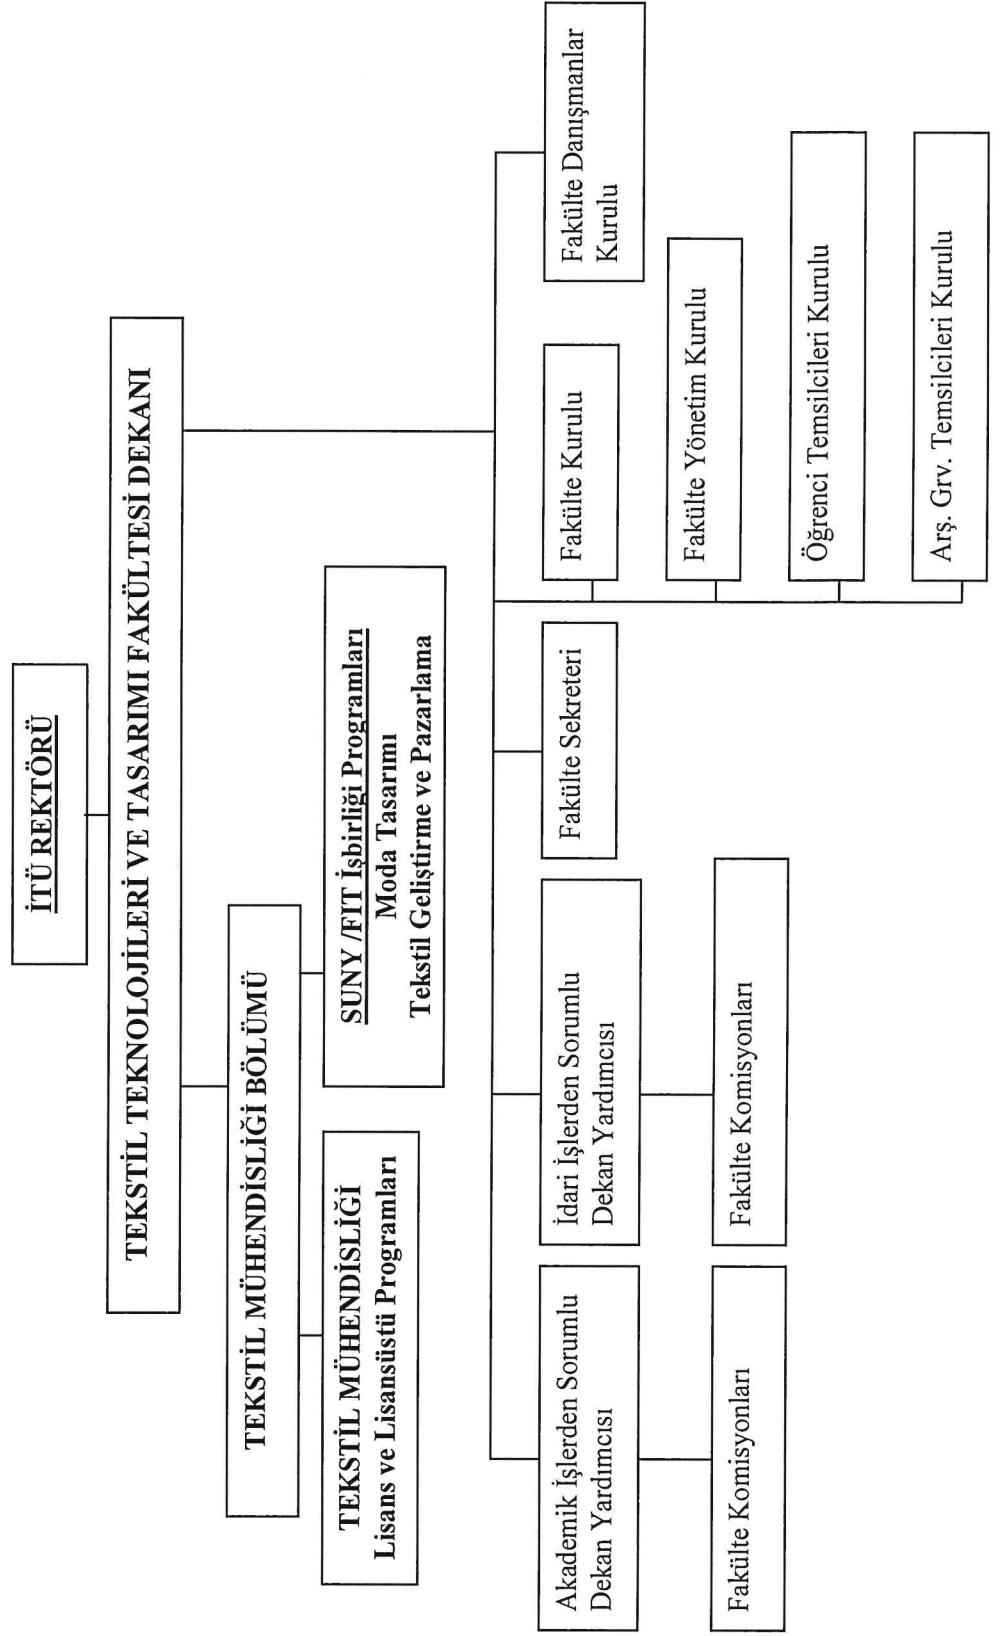 İTÜ REKTÖRÜ
TEKSTİL TEKNOLOJİLERİ VE TASARIMI FAKÜLTESİ DEKANI
TEKSTİL MÜHENDİSLİĞİ BÖLÜMÜ
TEKSTİL MÜHENDİSLİĞİ
Lisans ve Lisansüstü Programları
SUNY /FIT İşbirliği Programları
Moda Tasarımı
Tekstil Geliştirme ve Pazarlama
Akademik İşlerden Sorumlu
Dekan Yardımcısı
Fakülte Komisyonları
İdari İşlerden Sorumlu
Dekan Yardımcısı
Fakülte Komisyonları
Fakülte Sekreteri
Fakülte Kurulu
Fakülte Yönetim Kurulu
Öğrenci Temsilcileri Kurulu
Arş. Grv. Temsilcileri Kurulu
Fakülte Danışmanlar
Kurulu